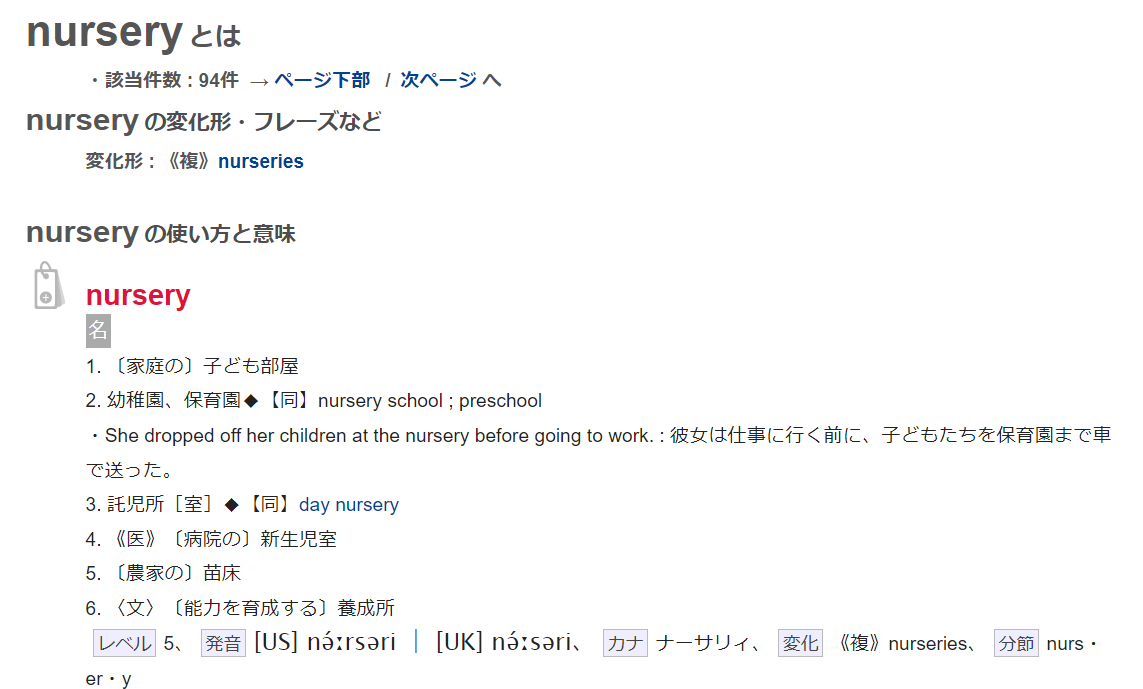 nursery とは
・該当件数 : 94件 → ページ下部 / 次ページ へ
nursery の変化形・フレーズなど
変化形 : 《複》nurseries
nursery の使い方と意味
nursery
名
1. 〔家庭の〕子ども部屋
2. 幼稚園、保育園◆【同】nursery school ; preschool
・She dropped off her children at the nursery before going to work. : 彼女は仕事に行く前に、子どもたちを保育園まで車
で送った。
3. 託児所［室］◆【同】day nursery
4. 《医》〔病院の〕新生児室
5. 〔農家の〕苗床
6. 〈文〉〔能力を育成する〕養成所
レベル 5、 発音 [US] nə́ːrsəri ｜ [UK] nə́ːsəri、 カナ ナーサリィ、 変化 《複》nurseries、 分節 nurs・
er・y